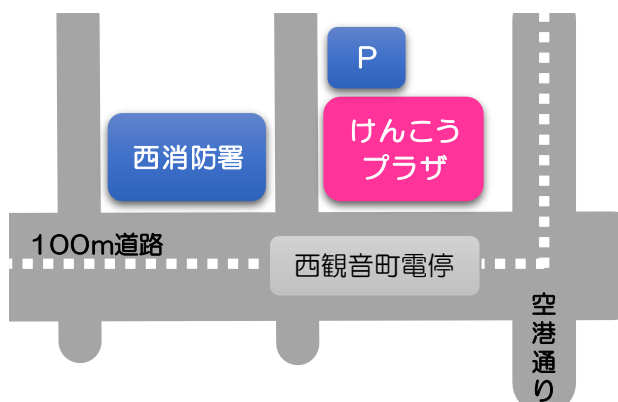 P
けんこう
プラザ
西消防署
100m道路
西観音町電停
空港通り